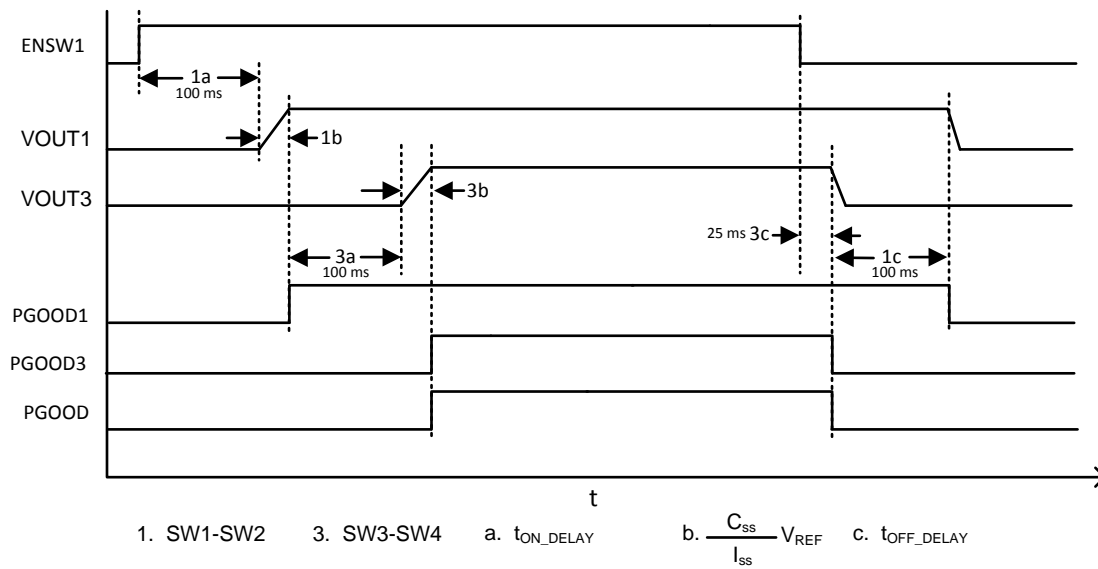 ENSW1
1a
100 ms
VOUT1
1b
VOUT3
3b
25 ms 3c
3a
100 ms
1c
100 ms
PGOOD1
PGOOD3
PGOOD
t
1. SW1-SW2 3. SW3-SW4 a. tON_DELAY b. Css / Iss VREF c. tOFF_DELAY